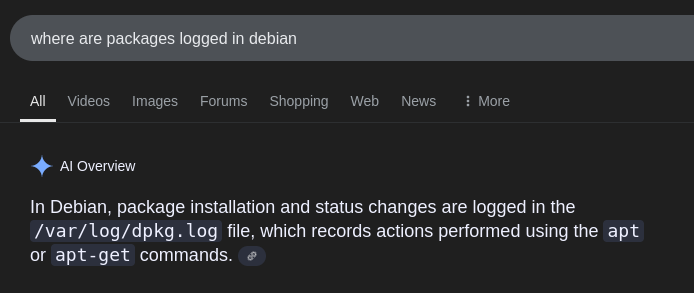 where are packages logged in debian
All Videos Images Forums Shopping Web News More
AI Overview
In Debian, package installation and status changes are logged in the
/var/log/dpkg.log file, which records actions performed using the apt
or apt-get commands.